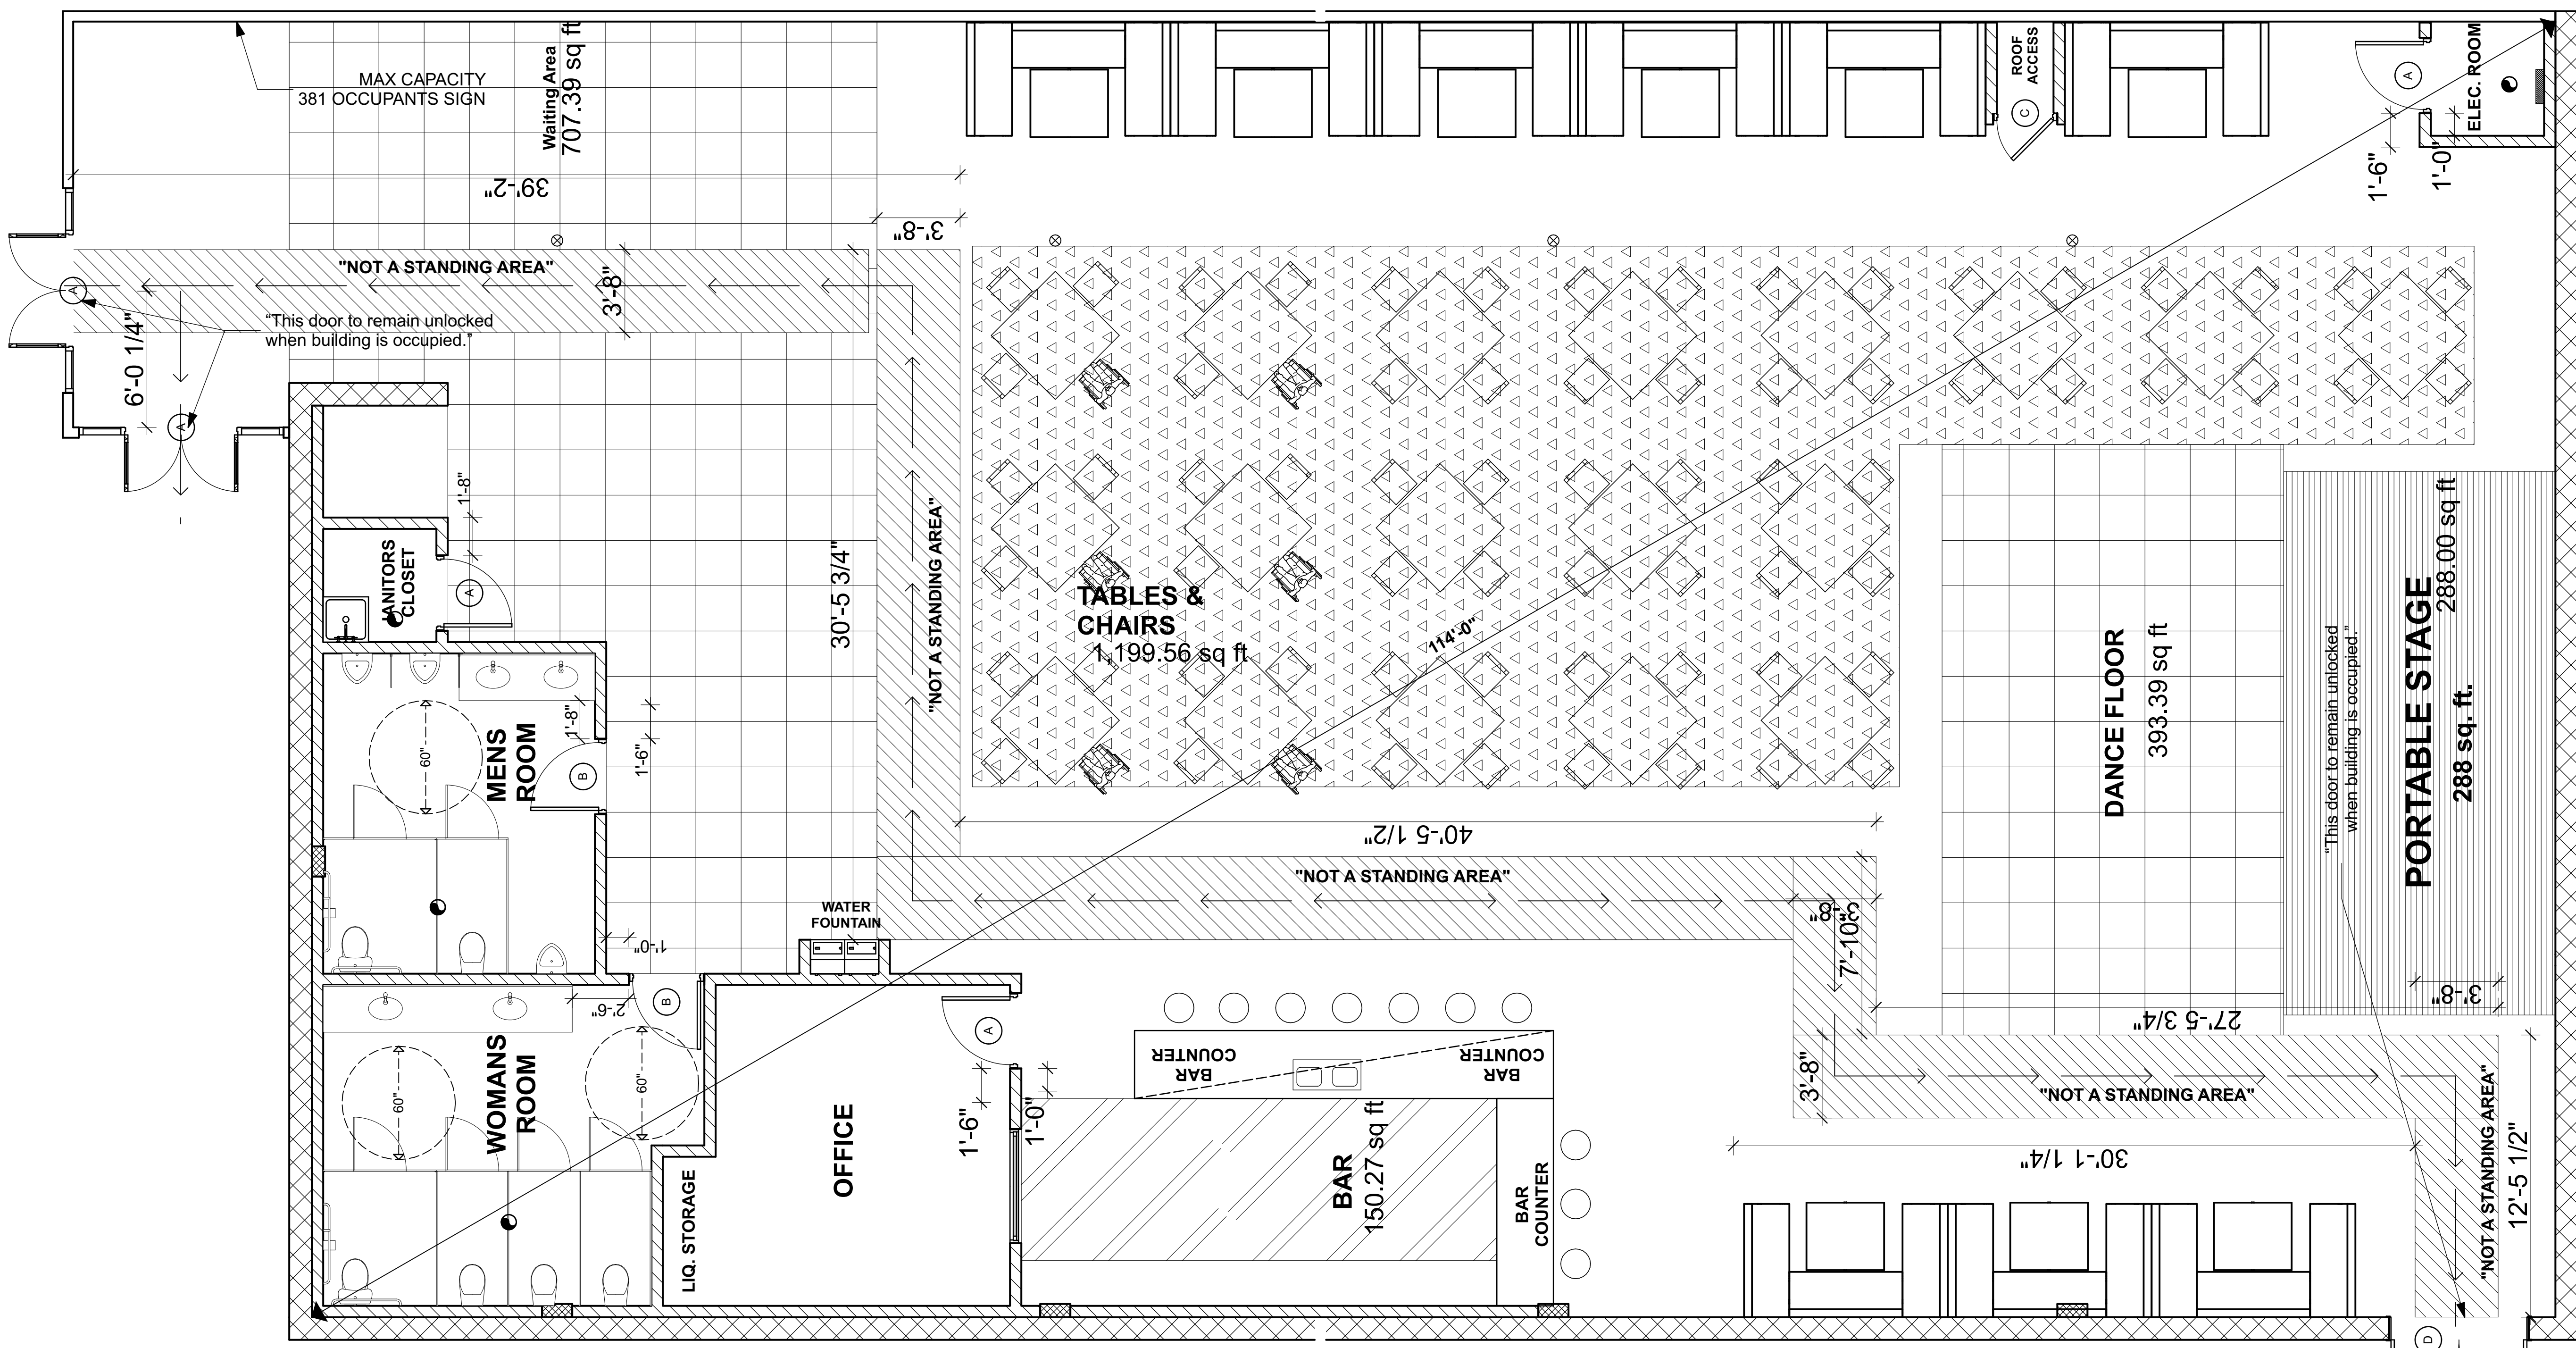 MAX CAPACITY
381 OCCUPANTS SIGN
Waiting Area
707.39 sq ft
39'-2"
3'-8"
"NOT A STANDING AREA"
3'-8"
"This door to remain unlocked
when building is occupied."
6'-0 1/4"
A
A
ROOF
ACCESS
C
A
ELEC. ROOM
1'-6"
1'-0"
1'-8"
JANITORS
CLOSET
A
30'-5 3/4"
"NOT A STANDING AREA"
TABLES &
CHAIRS
1,199.56 sq ft
114'-0"
DANCE FLOOR
393.39 sq ft
PORTABLE STAGE
288.00 sq ft
288 sq. ft.
"This door to remain unlocked
when building is occupied."
60"
MENS
ROOM
1'-8"
B
1'-6"
40'-5 1/2"
"NOT A STANDING AREA"
WATER
FOUNTAIN
1'-0"
3'-8"
7'-10"
2'-6"
B
A
60"
60"
WOMANS
ROOM
LIQ. STORAGE
OFFICE
1'-6"
1'-0"
BAR
COUNTER
BAR
COUNTER
BAR
150.27 sq ft
BAR
COUNTER
27'-5 3/4"
3'-8"
3'-8"
"NOT A STANDING AREA"
30'-1 1/4"
"NOT A STANDING AREA"
12'-5 1/2"
D